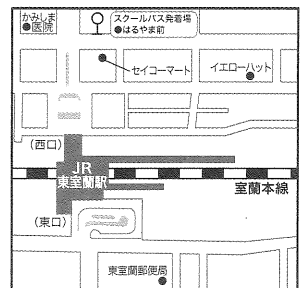 かみしま
●医院
スクールバス発着場
●はるやま前
セイコーマート
イエローハット
(西口)
JR
東室蘭駅
室蘭本線
(東口)
東室蘭郵便局